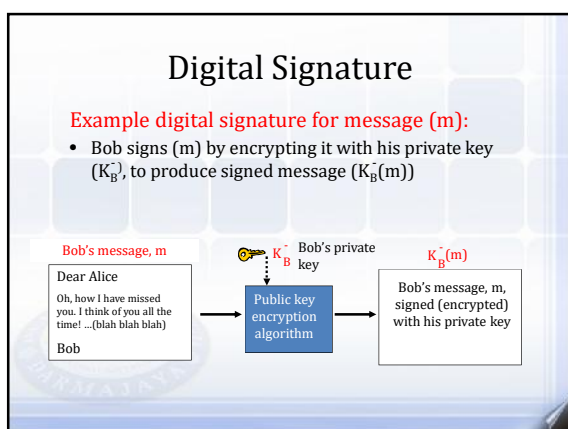 Digital Signature
Example digital signature for message (m):
• Bob signs (m) by encrypting it with his private key
(K_B^-), to produce signed message (K_B^-(m))
Bob's message, m
Dear Alice
Oh, how I have missed
you. I think of you all the
time! ...(blah blah blah)
Bob
K_B^- Bob's private
key
Public key
encryption
algorithm
K_B^-(m)
Bob's message, m,
signed (encrypted)
with his private key
DARMAJAYA